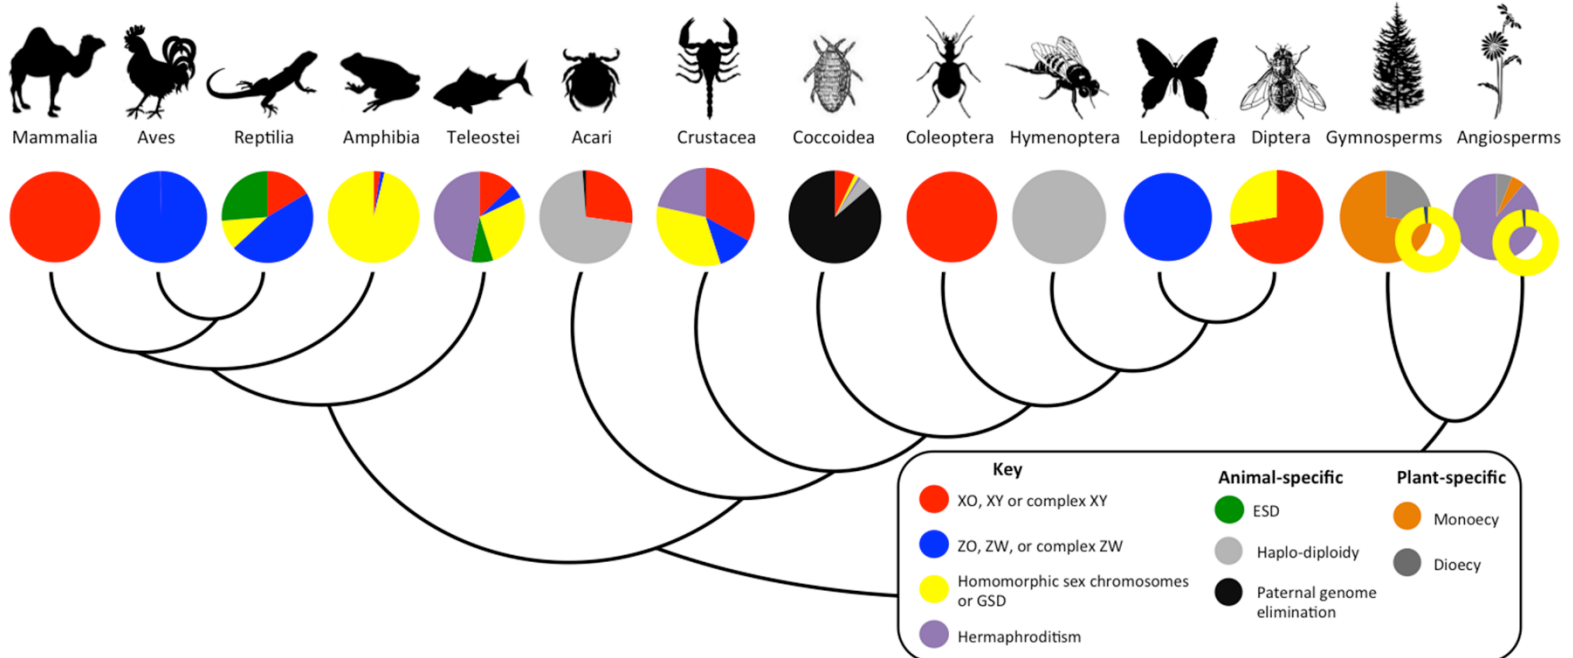 Mammalia
Aves
Reptilia
Amphibia
Teleostei
Acari
Crustacea
Coccoidea
Coleoptera
Hymenoptera
Lepidoptera
Diptera
Gymnosperms
Angiosperms
Key
XO, XY or complex XY
ZO, ZW, or complex ZW
Homomorphic sex chromosomes
or GSD
Hermaphroditism
Animal-specific
ESD
Haplo-diploidy
Paternal genome
elimination
Plant-specific
Monoecy
Dioecy